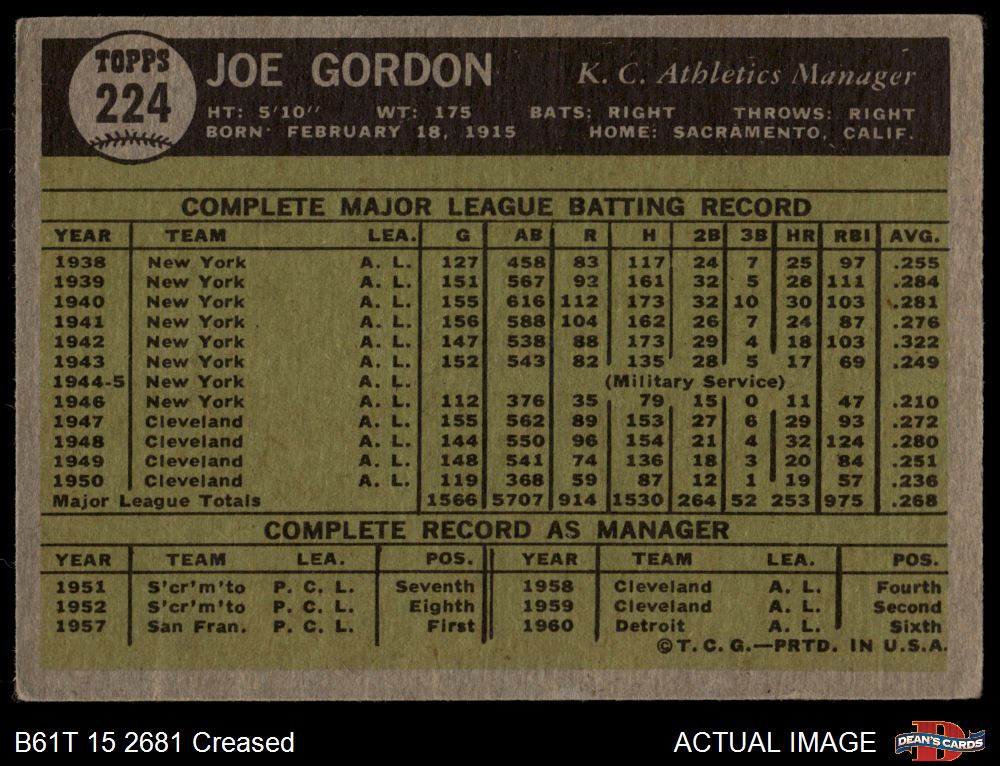 TOPPS
224
JOE GORDON K. C. Athletics Manager
HT: 5'10" WT: 175 BATS: RIGHT THROWS: RIGHT
BORN: FEBRUARY 18, 1915 HOME: SACRAMENTO, CALIF.
COMPLETE MAJOR LEAGUE BATTING RECORD
YEAR TEAM LEA. G AB R H 2B 3B HR RBI AVG.
1938 New York A. L. 127 458 83 117 24 7 25 97 .255
1939 New York A. L. 151 567 92 161 32 5 28 111 .284
1940 New York A. L. 155 616 112 173 32 10 30 103 .281
1941 New York A. L. 156 588 104 162 26 7 24 87 .276
1942 New York A. L. 147 538 88 173 29 4 18 103 .322
1943 New York A. L. 152 543 82 135 28 5 17 69 .249
1944-5 New York A. L. (Military Service)
1946 New York A. L. 112 376 35 79 15 0 11 47 .210
1947 Cleveland A. L. 155 562 89 153 27 6 29 93 .272
1948 Cleveland A. L. 144 550 96 154 21 4 32 124 .280
1949 Cleveland A. L. 148 541 74 136 18 3 20 84 .251
1950 Cleveland A. L. 119 368 59 87 12 1 19 57 .236
Major League Totals 1566 5707 914 1530 264 52 253 975 .268
COMPLETE RECORD AS MANAGER
YEAR TEAM LEA. POS. YEAR TEAM LEA. POS.
1951 S'cr'm'to P. C. L. Seventh 1958 Cleveland A. L. Fourth
1952 S'cr'm'to P. C. L. Eighth 1959 Cleveland A. L. Second
1957 San Fran. P. C. L. First 1960 Detroit A. L. Sixth
© T. C. G.—PRTD. IN U.S.A.
B61T 15 2681 Creased ACTUAL IMAGE DEAN'S CARDS